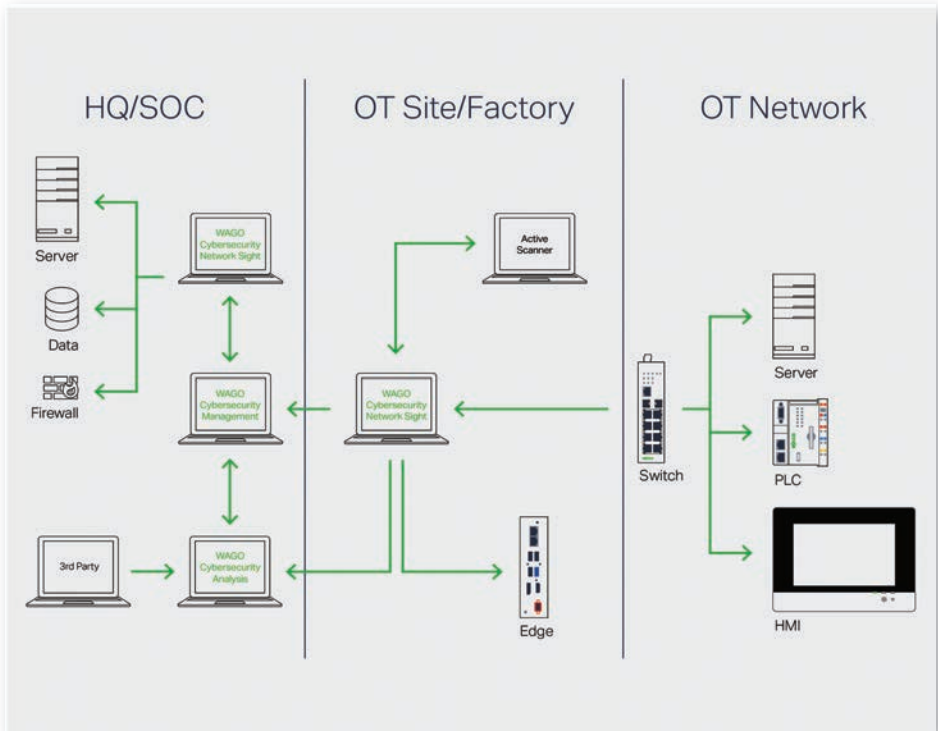 HQ/SOC
OT Site/Factory
OT Network
Server
Data
Firewall
WAGO
Cybersecurity
Network Sight
WAGO
Cybersecurity
Management
3rd Party
WAGO
Cybersecurity
Analysis
Active
Scanner
WAGO
Cybersecurity
Network Sight
Edge
Switch
Server
PLC
HMI